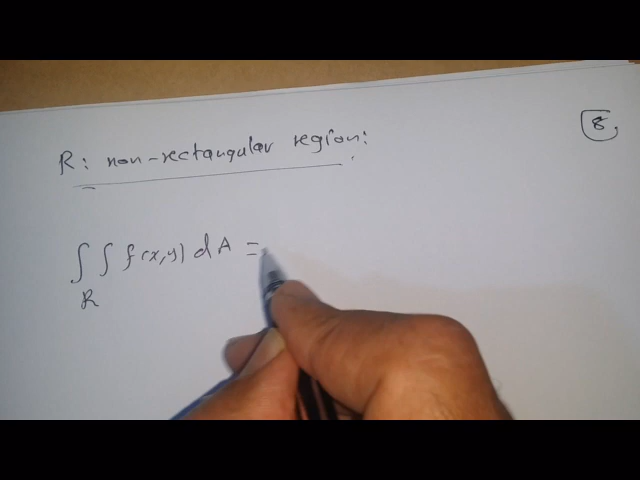 8
R: non-rectangular region:
∫∫ f(x,y) dA =
R